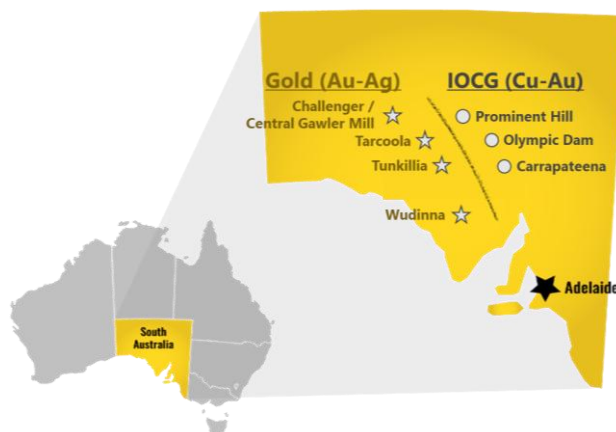 Gold (Au-Ag)
IOCG (Cu-Au)
Challenger /
Central Gawler Mill
Prominent Hill
Tarcoola
Olympic Dam
Tunkillia
Carrapateena
Wudinna
Adelaide
South
Australia